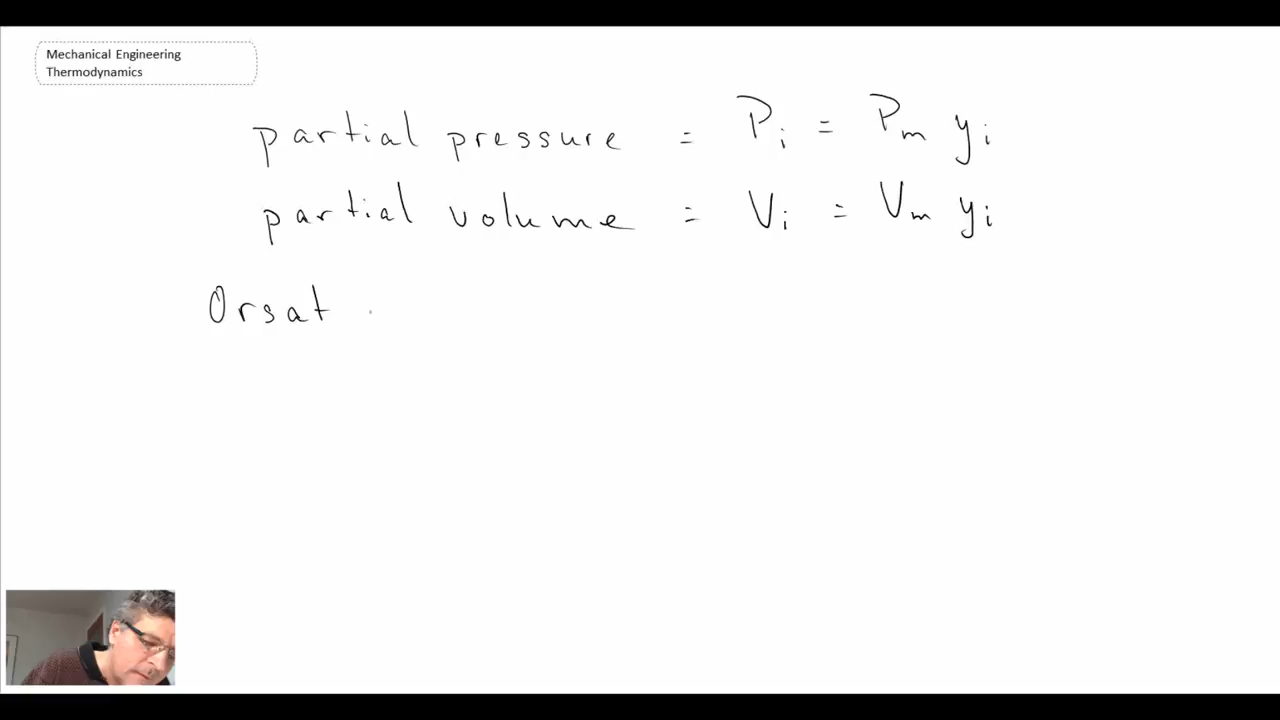 Mechanical Engineering
Thermodynamics
partial pressure = Pi = Pm yi
partial volume = Vi = Vm yi
Orsat